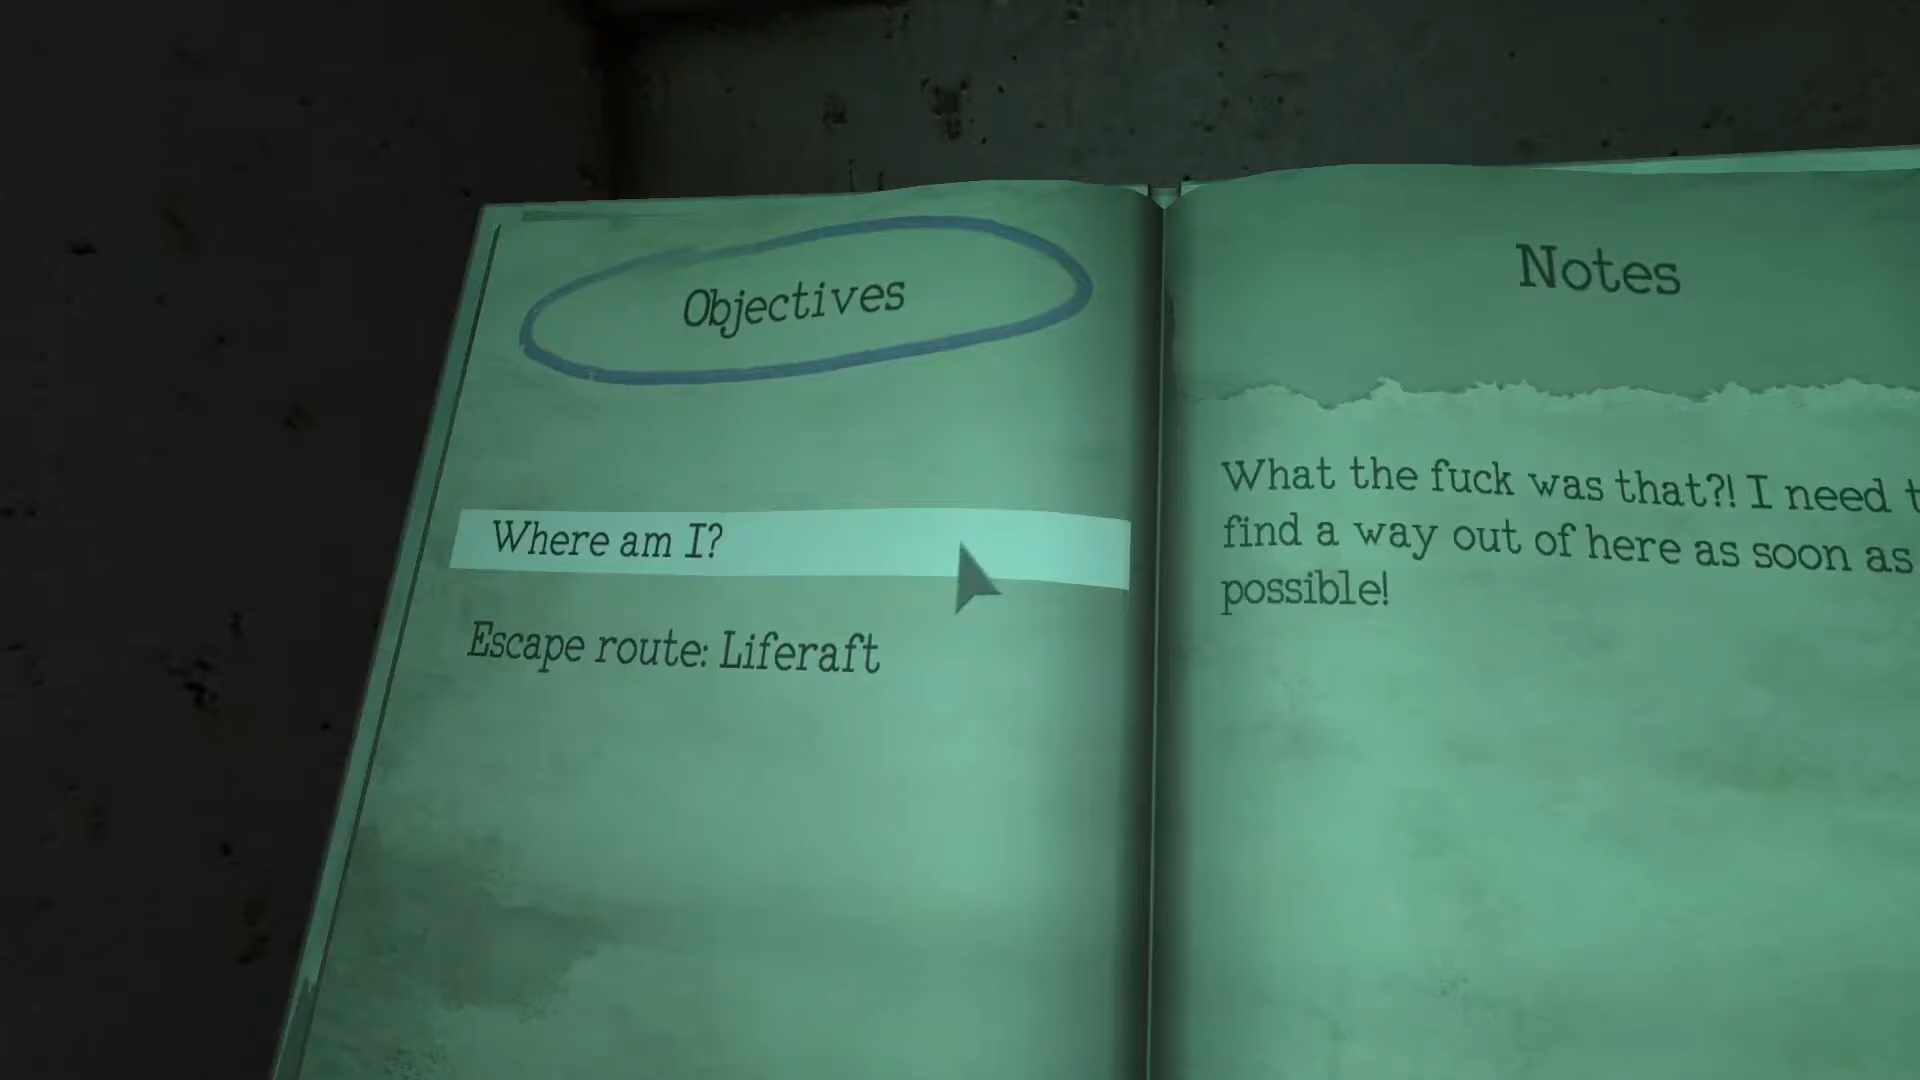 Objectives
Where am I?
Escape route: Liferaft
Notes
What the fuck was that?! I need
find a way out of here as soon as
possible!